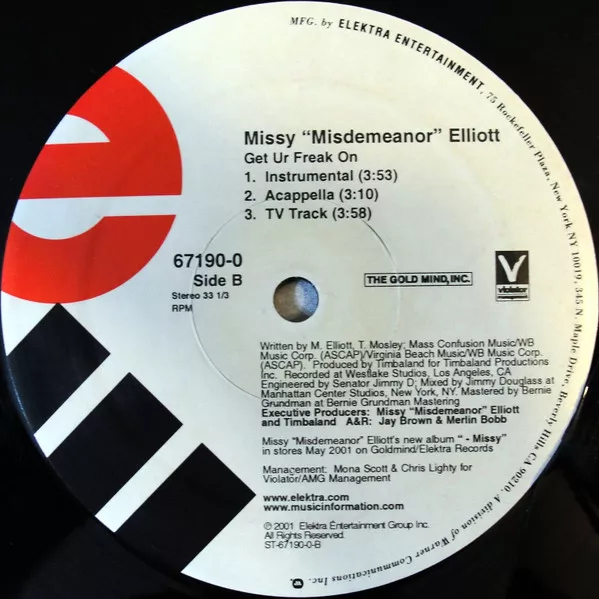 MFG. by ELEKTRA ENTERTAINMENT, 75 Rockefeller Plaza, New York NY 10019, 345 N. Maple Drive, Beverly Hills CA 90210. A division of Warner Communications Inc.
Missy “Misdemeanor” Elliott
Get Ur Freak On
1. Instrumental (3:53)
2. Acappella (3:10)
3. TV Track (3:58)
67190-0
Side B
Stereo 33 1/3
RPM
THE GOLD MIND, INC.
V
violator
management
Written by M. Elliott, T. Mosley; Mass Confusion Music/WB
Music Corp. (ASCAP)/Virginia Beach Music/WB Music Corp.
(ASCAP). Produced by Timbaland for Timbaland Productions
Inc. Recorded at Westlake Studios, Los Angeles, CA
Engineered by Senator Jimmy D; Mixed by Jimmy Douglass at
Manhattan Center Studios, New York, NY. Mastered by Bernie
Grundman at Bernie Grundman Mastering
Executive Producers: Missy “Misdemeanor” Elliott
and Timbaland A&R: Jay Brown & Merlin Bobb
Missy “Misdemeanor” Elliott's new album “ - Missy”
in stores May 2001 on Goldmind/Elektra Records
Management: Mona Scott & Chris Lighty for
Violator/AMG Management
www.elektra.com
www.musicinformation.com
℗ 2001 Elektra Entertainment Group Inc.
All Rights Reserved.
ST-67190-0-B